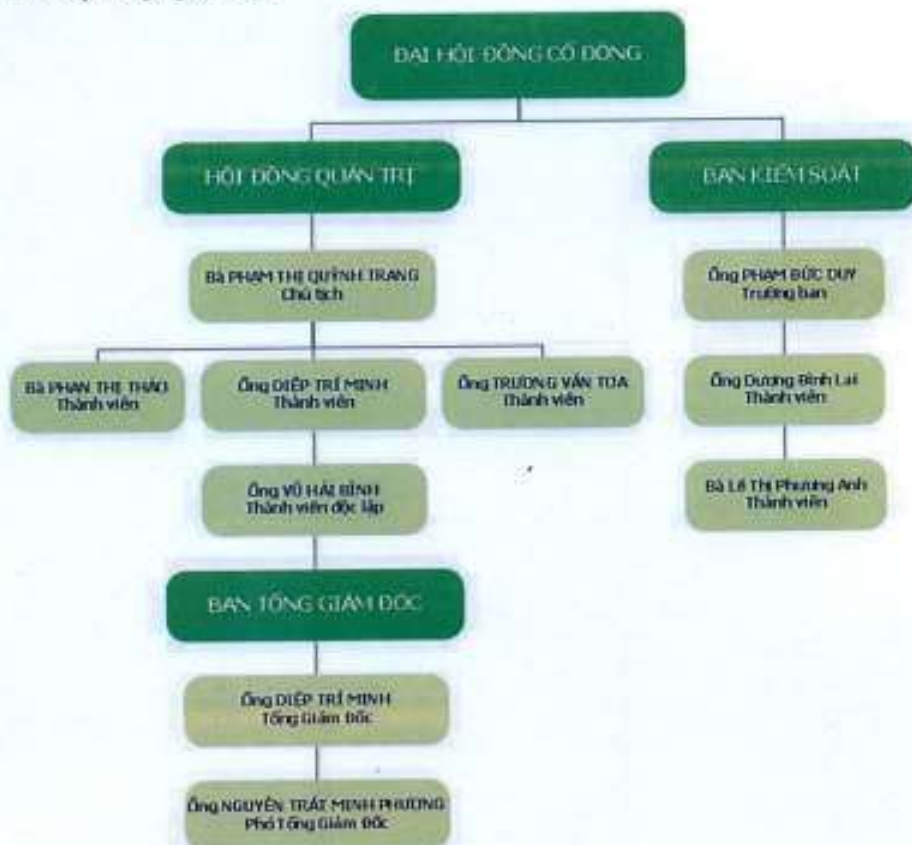 ĐẠI HỘI ĐỒNG CỔ ĐÔNG
HỘI ĐỒNG QUẢN TRỊ
BAN KIỂM SOÁT
Bà PHẠM THỊ QUỲNH TRANG
Chủ tịch
Ông PHẠM ĐỨC DUY
Trưởng ban
Bà PHAN THỊ THẢO
Thành viên
Ông DIỆP TRÍ MINH
Thành viên
Ông TRƯƠNG VĂN TOA
Thành viên
Ông Dương Đình Lai
Thành viên
Ông VŨ HẢI BÌNH
Thành viên độc lập
Bà Lê Thị Phương Anh
Thành viên
BAN TỔNG GIÁM ĐỐC
Ông DIỆP TRÍ MINH
Tổng Giám Đốc
Ông NGUYỄN TRÁT MINH PHƯƠNG
Phó Tổng Giám Đốc